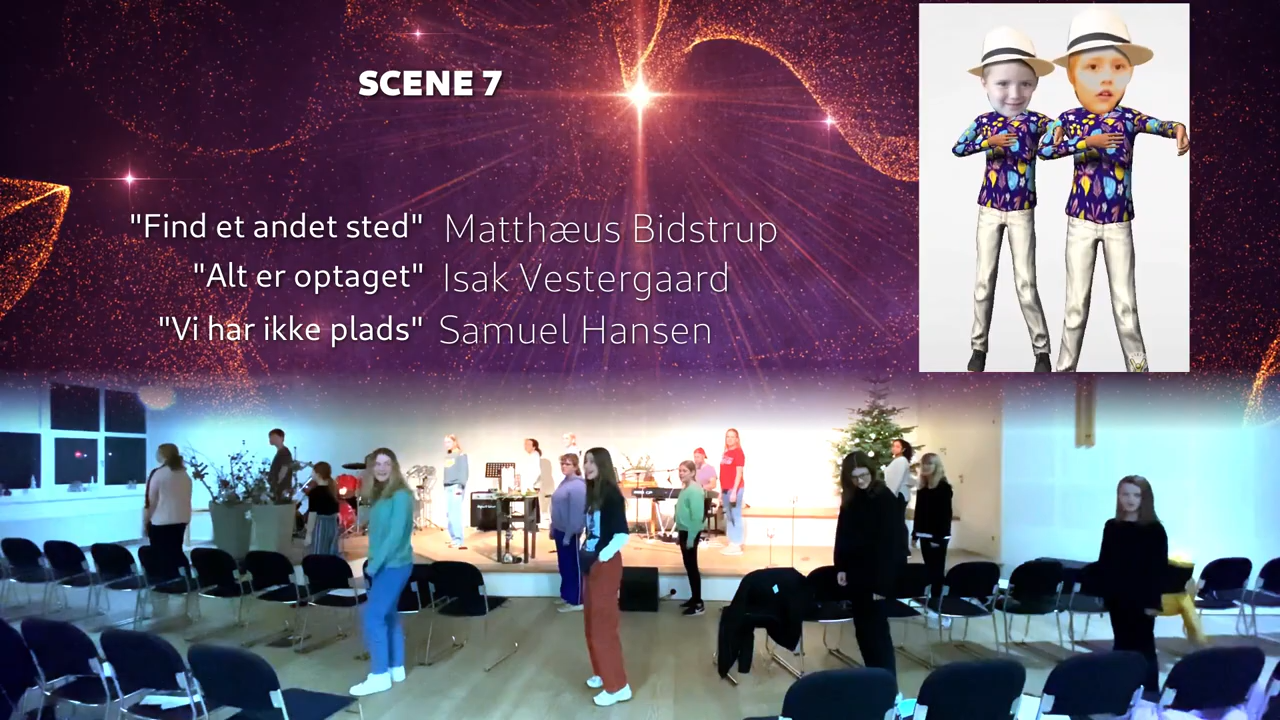 SCENE 7
"Find et andet sted" Matthæus Bidstrup
"Alt er optaget" Isak Vestergaard
"Vi har ikke plads" Samuel Hansen